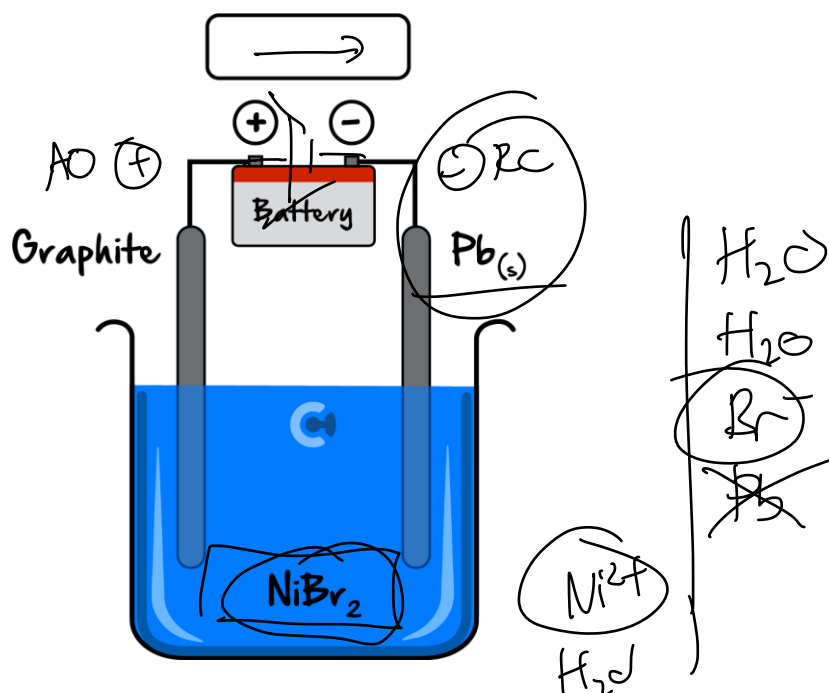 + −
AO + − RC
Battery
Graphite
Pb(s)
H₂O
H₂O
Br⁻
Pb
NiBr₂
Ni²⁺
H₂O